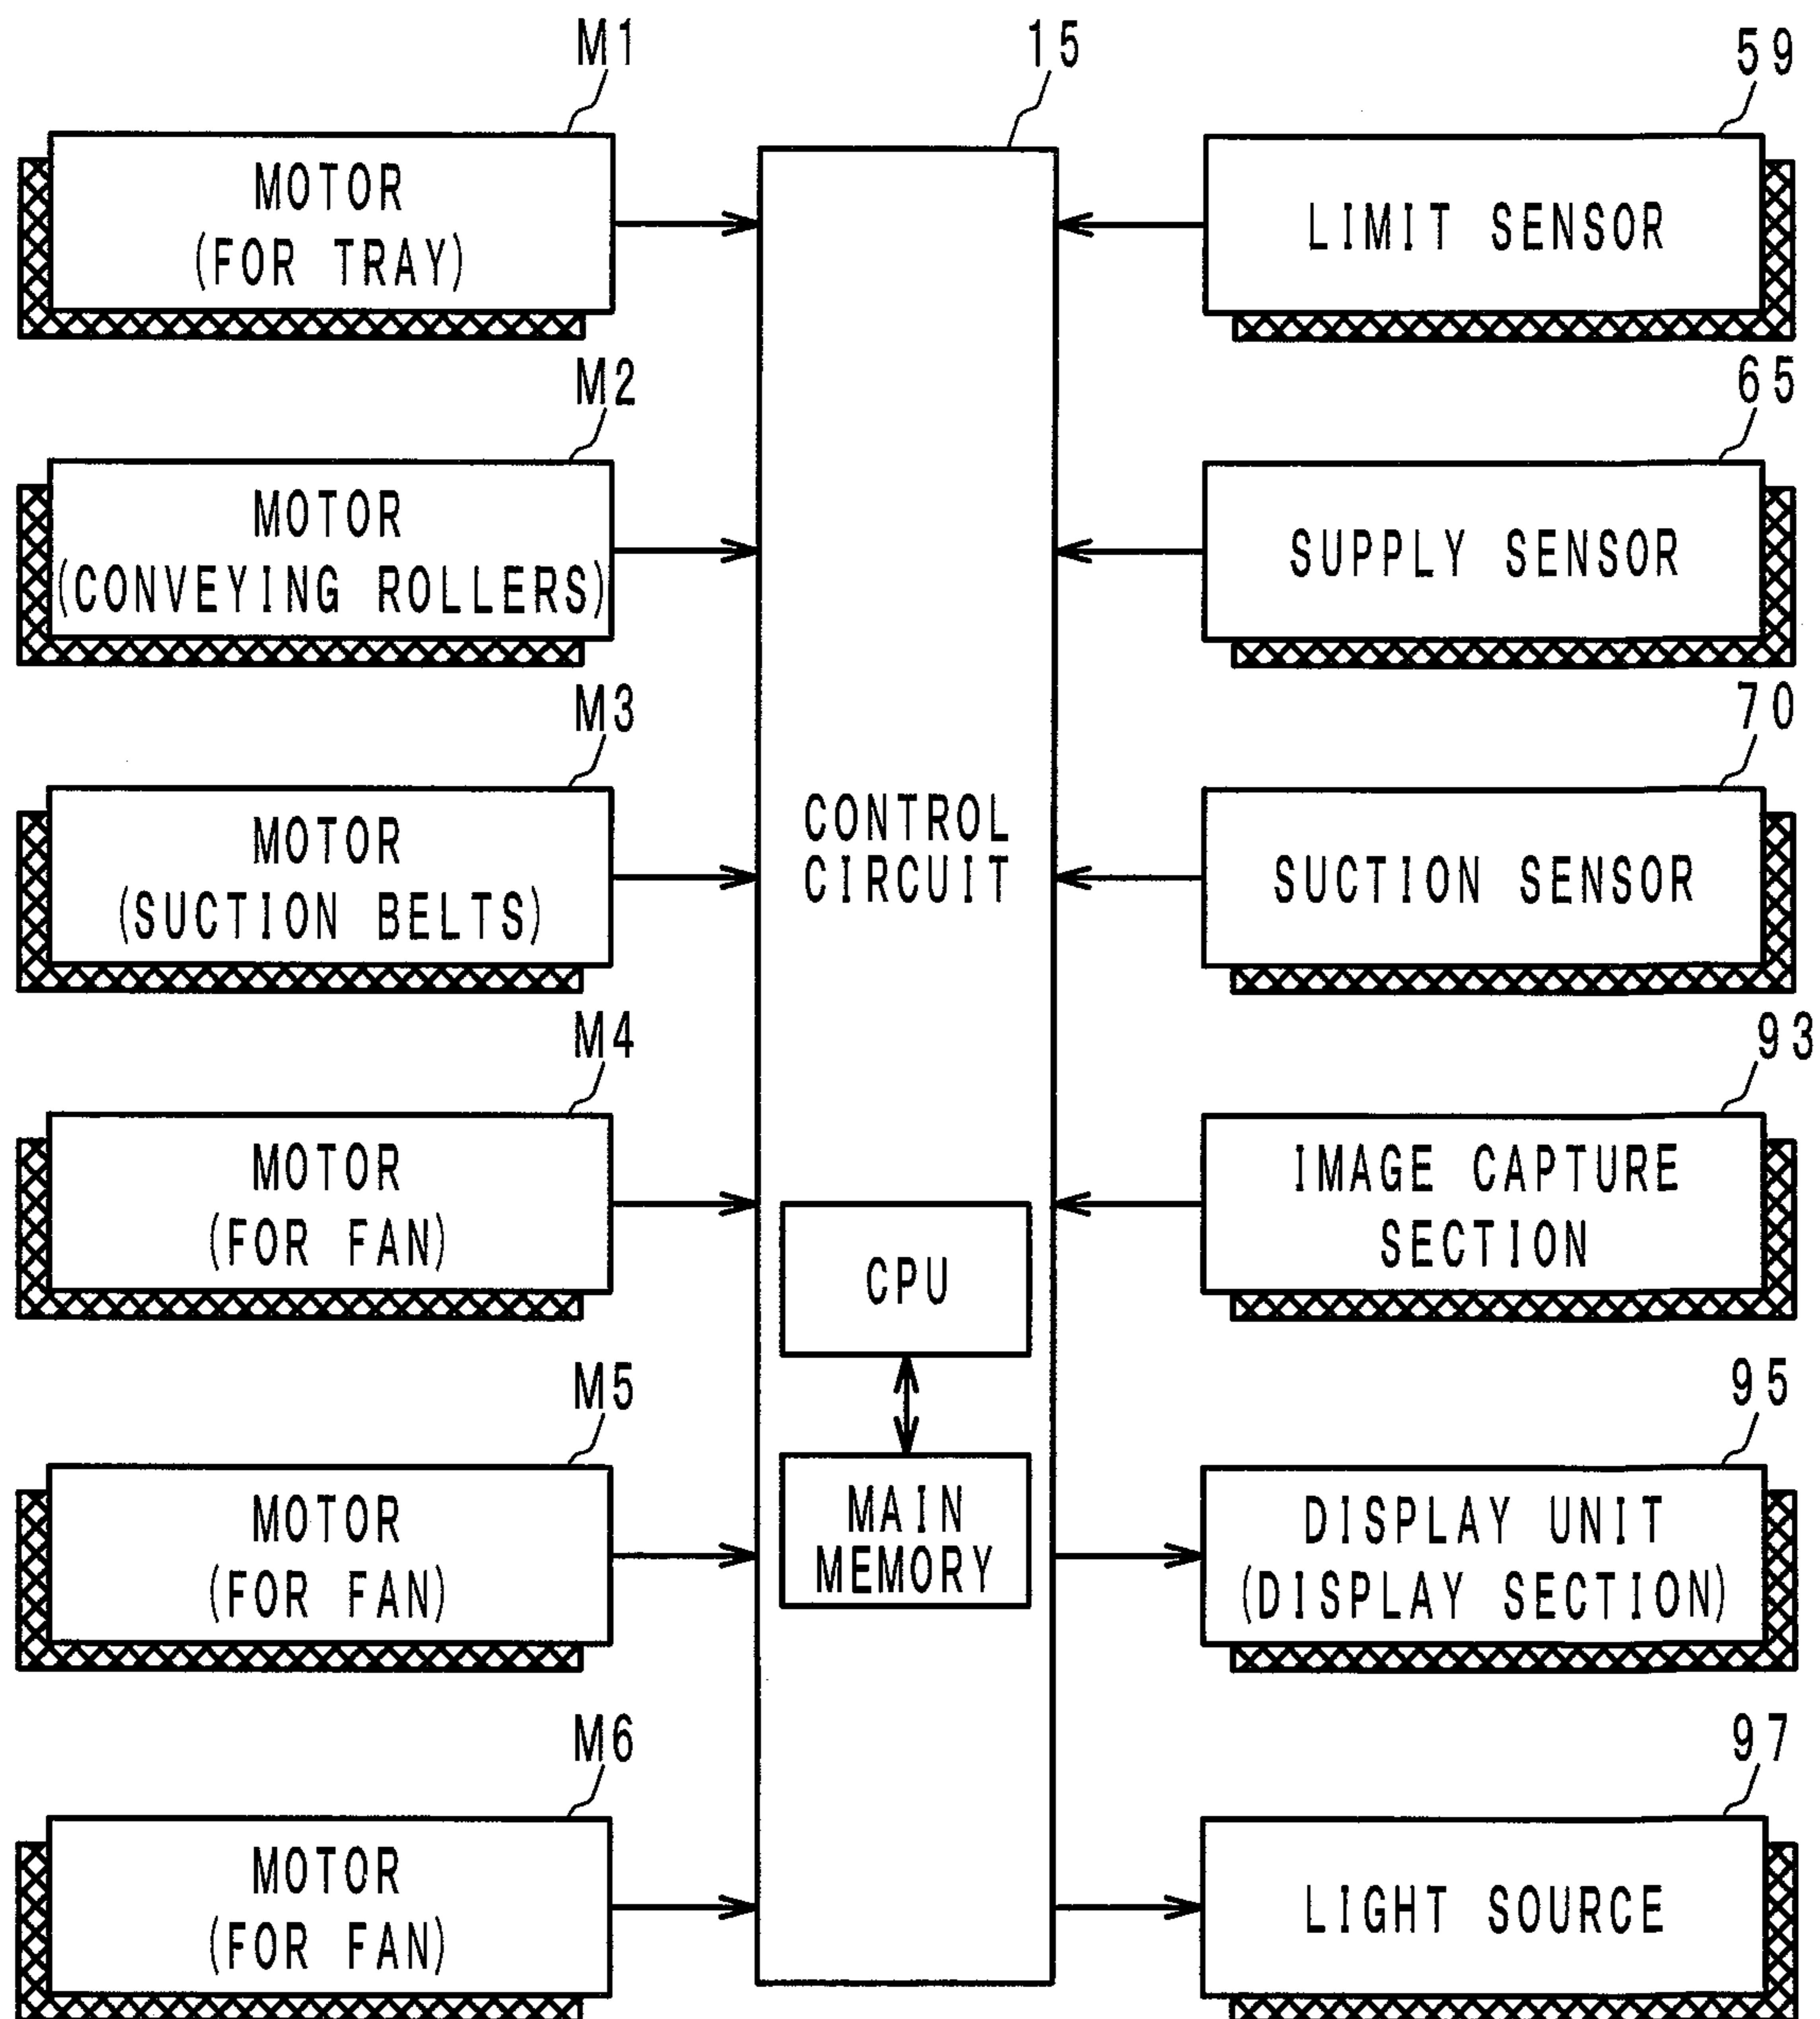 M1
15
59
MOTOR
(FOR TRAY)
LIMIT SENSOR
M2
65
MOTOR
(CONVEYING ROLLERS)
SUPPLY SENSOR
M3
70
MOTOR
(SUCTION BELTS)
CONTROL
CIRCUIT
SUCTION SENSOR
M4
93
MOTOR
(FOR FAN)
CPU
IMAGE CAPTURE
SECTION
M5
95
MOTOR
(FOR FAN)
MAIN
MEMORY
DISPLAY UNIT
(DISPLAY SECTION)
M6
97
MOTOR
(FOR FAN)
LIGHT SOURCE